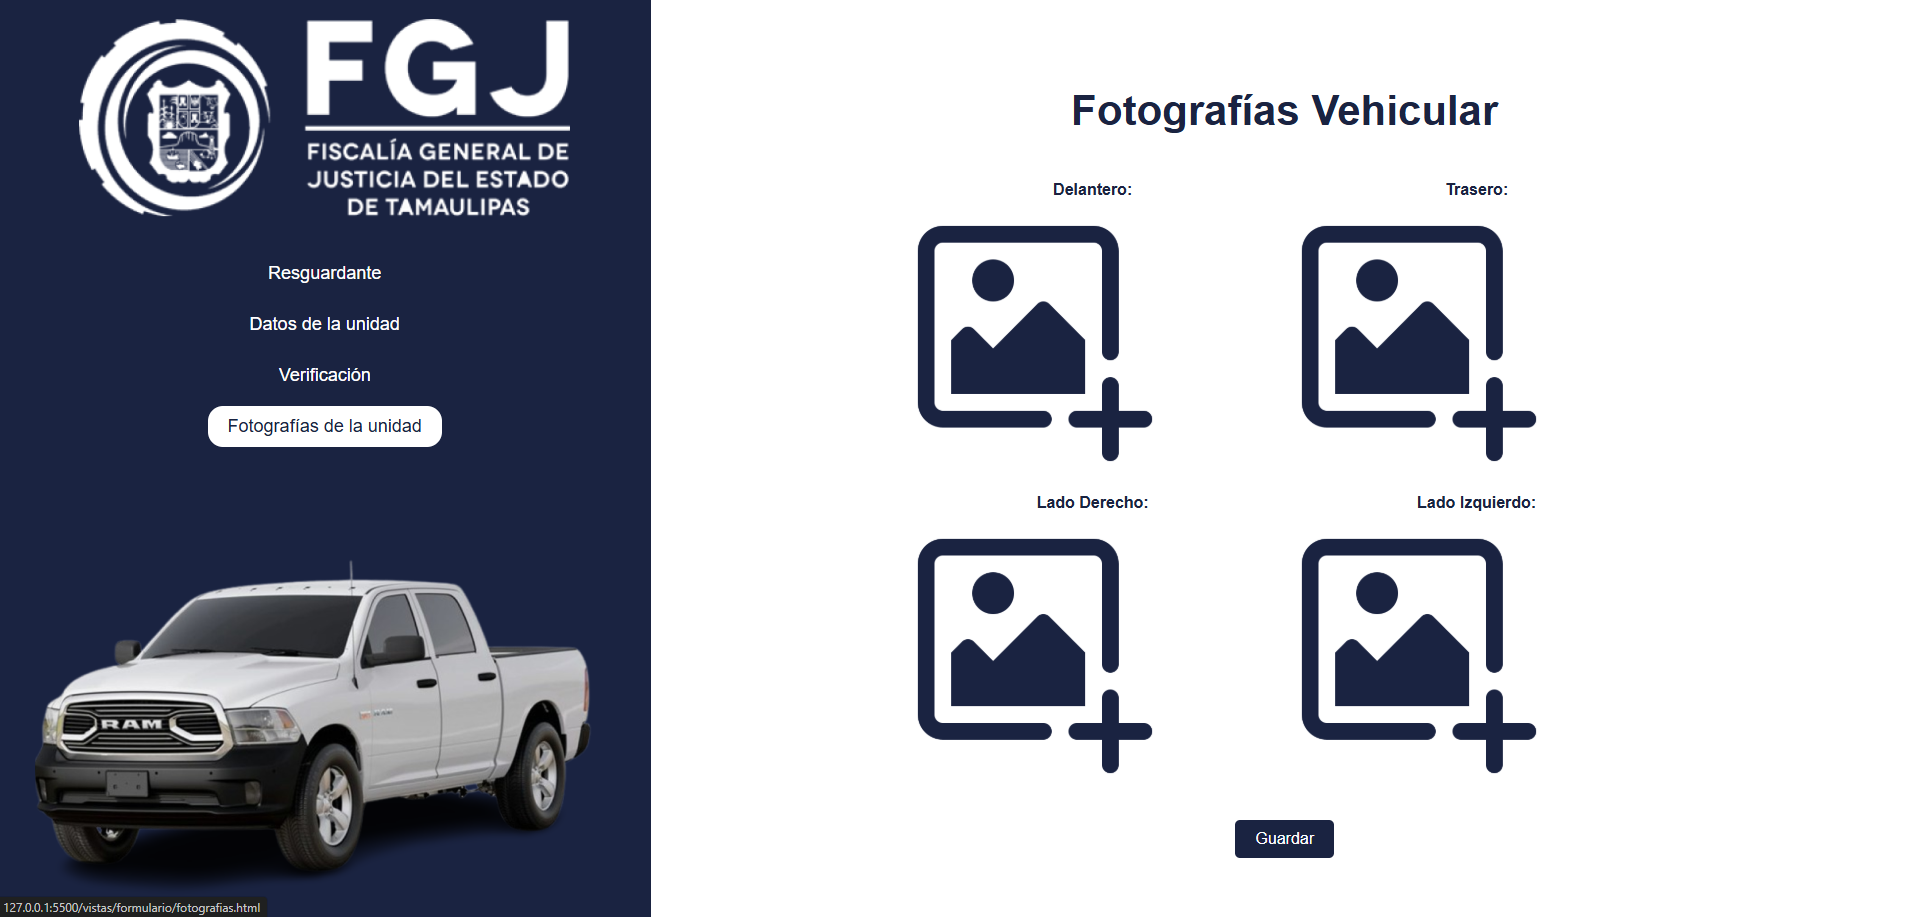 FGJ
FISCALÍA GENERAL DE
JUSTICIA DEL ESTADO
DE TAMAULIPAS
Resguardante
Datos de la unidad
Verificación
Fotografías de la unidad
RAM
127.0.0.1:5500/vistas/formulario/fotografias.html
Fotografías Vehicular
Delantero:
Trasero:
Lado Derecho:
Lado Izquierdo:
Guardar